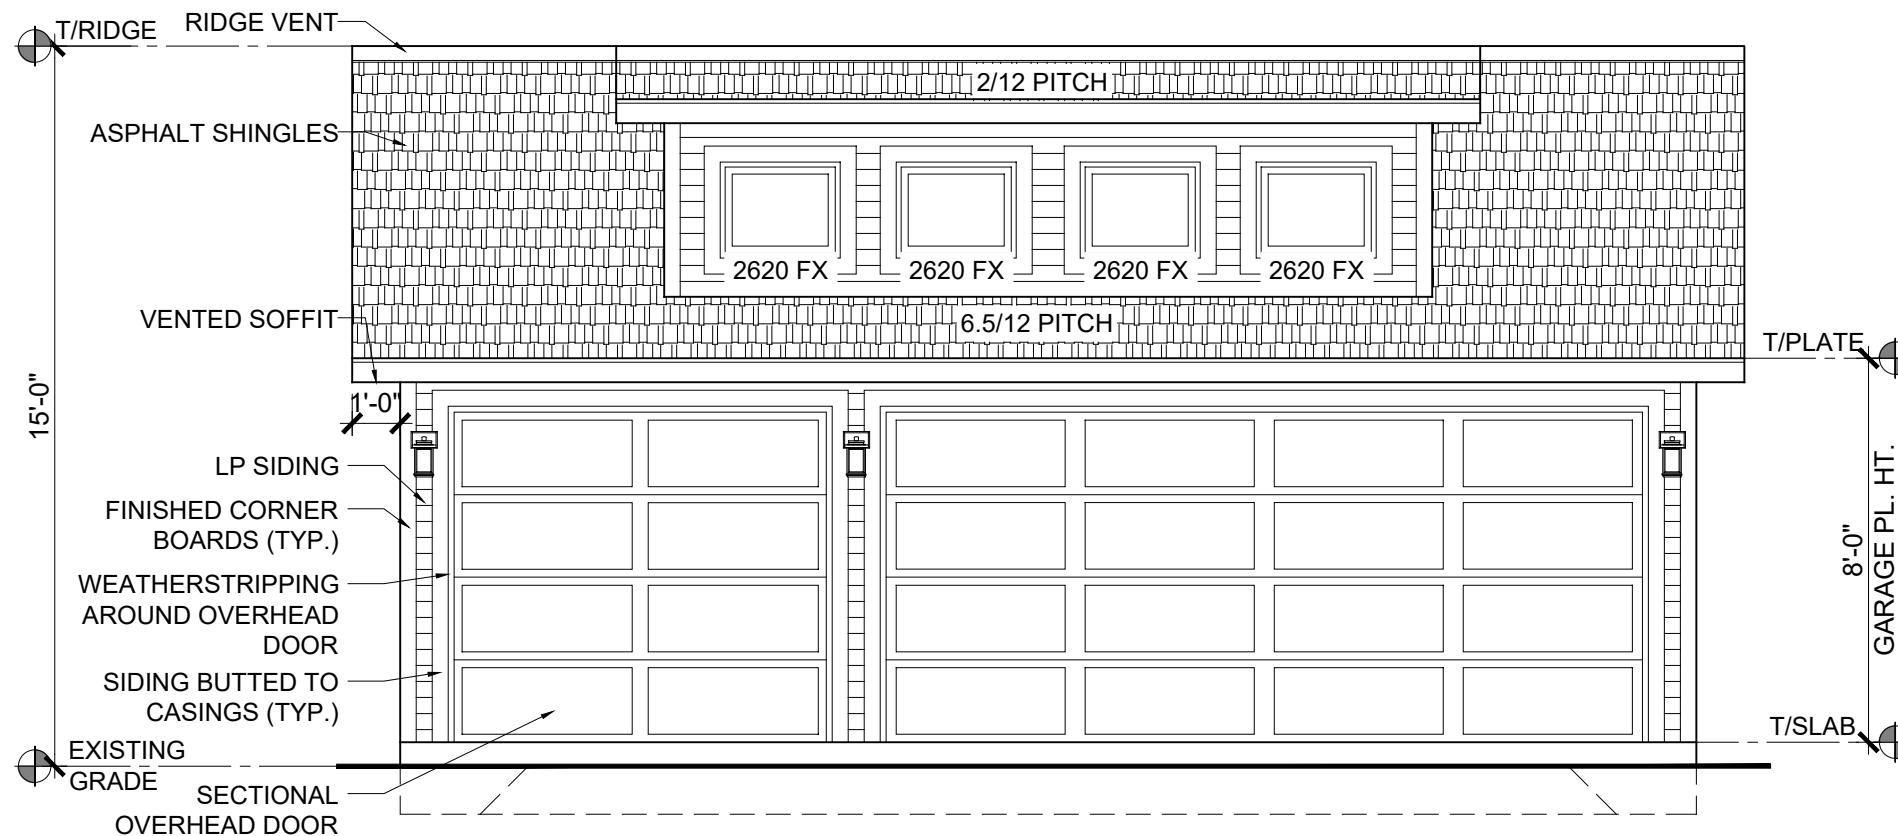 T/RIDGE
RIDGE VENT
2/12 PITCH
ASPHALT SHINGLES
2620 FX
2620 FX
2620 FX
2620 FX
VENTED SOFFIT
6.5/12 PITCH
T/PLATE
1'-0"
15'-0"
LP SIDING
FINISHED CORNER
BOARDS (TYP.)
WEATHERSTRIPPING
AROUND OVERHEAD
DOOR
8'-0"
GARAGE PL. HT.
SIDING BUTTED TO
CASINGS (TYP.)
T/SLAB
EXISTING
GRADE
SECTIONAL
OVERHEAD DOOR